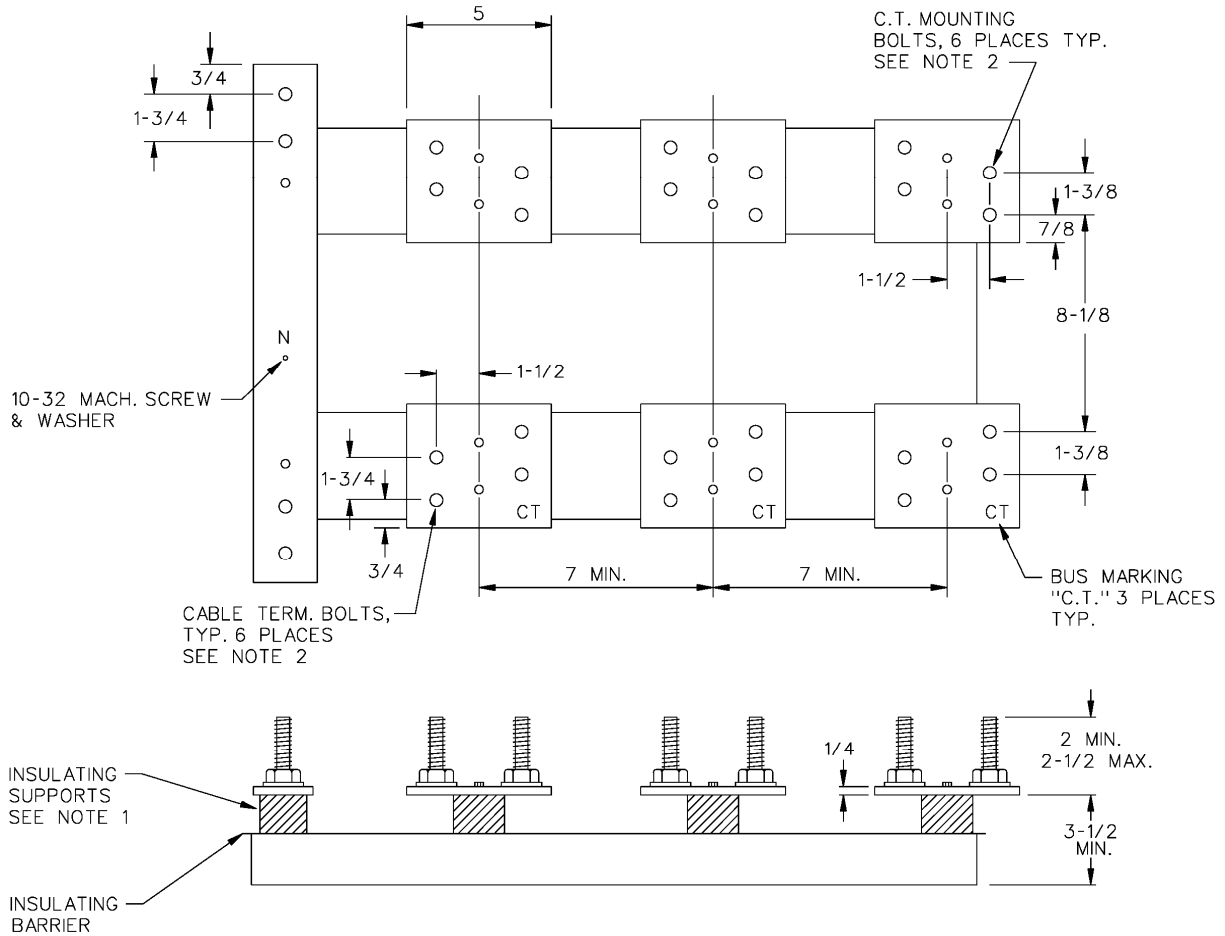 5
C.T. MOUNTING
BOLTS, 6 PLACES TYP.
SEE NOTE 2
3/4
1-3/4
1-3/8
7/8
1-1/2
8-1/8
N
10-32 MACH. SCREW
& WASHER
1-1/2
1-3/4
1-3/8
CT
CT
CT
3/4
7 MIN.
7 MIN.
CABLE TERM. BOLTS,
TYP. 6 PLACES
SEE NOTE 2
BUS MARKING
"C.T." 3 PLACES
TYP.
1/4
2 MIN.
2-1/2 MAX.
INSULATING
SUPPORTS
SEE NOTE 1
3-1/2
MIN.
INSULATING
BARRIER